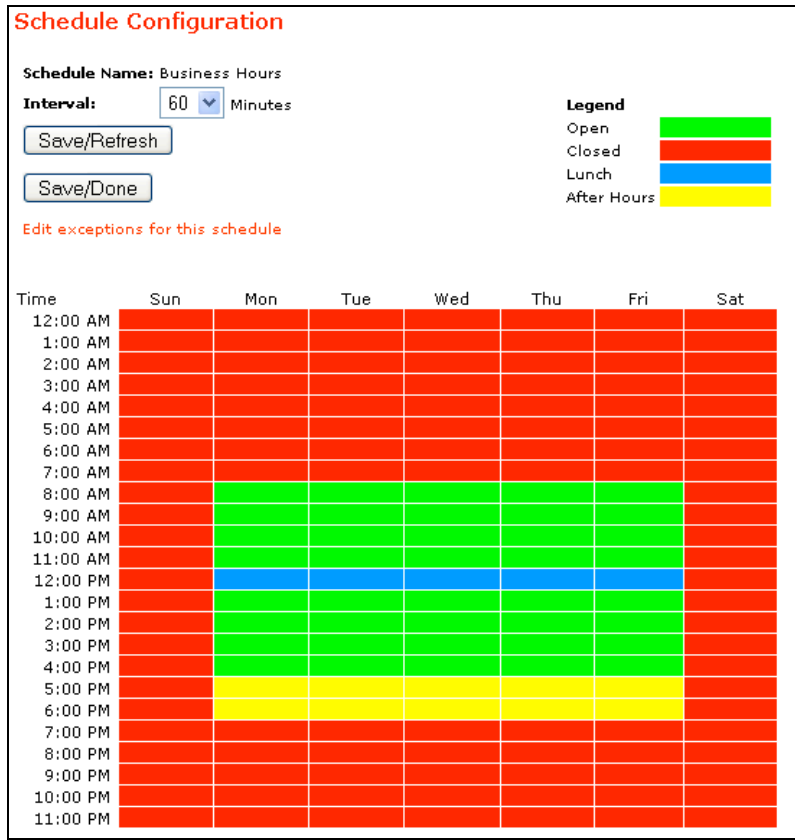 Schedule Configuration
Schedule Name: Business Hours
Interval: 60 Minutes
Save/Refresh
Save/Done
Edit exceptions for this schedule
Legend
Open
Closed
Lunch
After Hours
Time Sun Mon Tue Wed Thu Fri Sat
12:00 AM
1:00 AM
2:00 AM
3:00 AM
4:00 AM
5:00 AM
6:00 AM
7:00 AM
8:00 AM
9:00 AM
10:00 AM
11:00 AM
12:00 PM
1:00 PM
2:00 PM
3:00 PM
4:00 PM
5:00 PM
6:00 PM
7:00 PM
8:00 PM
9:00 PM
10:00 PM
11:00 PM